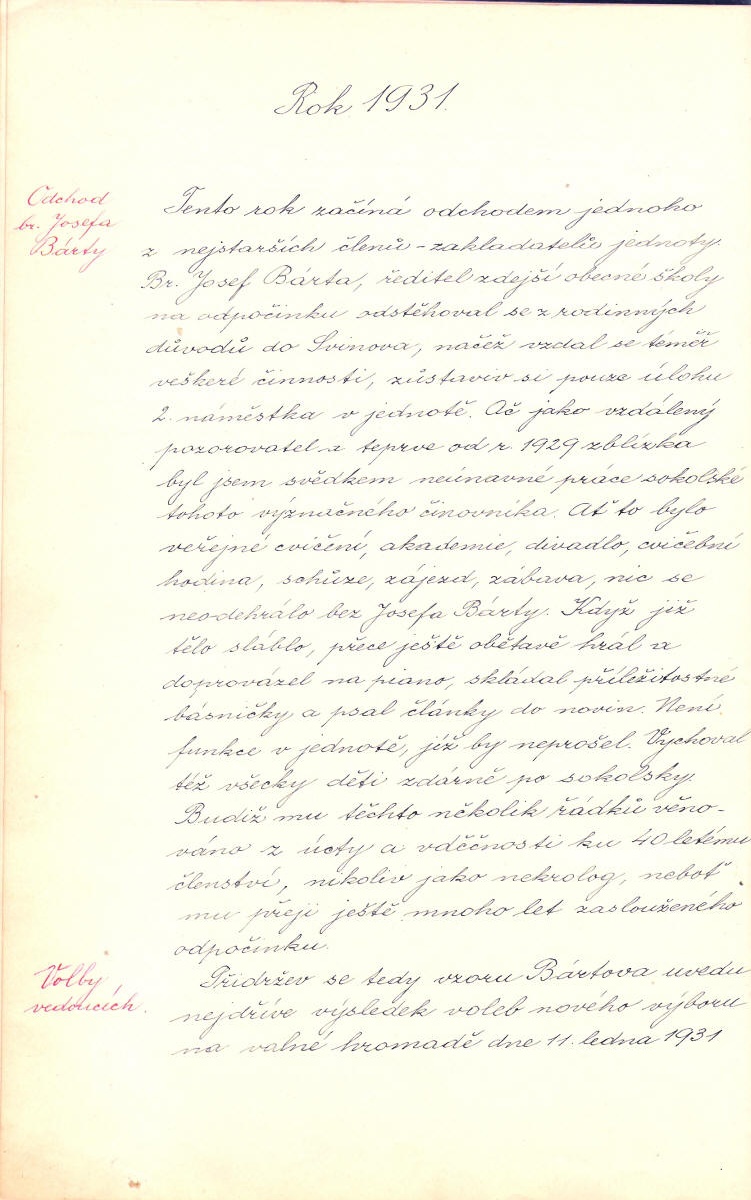 Rok 1931.
Odchod
br. Josefa
Bárty
Tento rok začíná odchodem jednoho
z nejstarších členů - zakladatelů jednoty.
Br. Josef Bárta, ředitel zdejší obecné školy
na odpočinku odstěhoval se z rodinných
důvodů do Svinova, načež vzdal se téměř
veškeré činnosti, zůstaviv si pouze úlohu
2. náměstka v jednotě. Ač jako vzdálený
pozorovatel a teprve od r. 1929 zblízka
byl jsem svědkem neúnavné práce sokolské
tohoto význačného činovníka. Ať to bylo
veřejné cvičení, akademie, divadlo, cvičební
hodina, schůze, zájezd, zábava, nic se
neodehrálo bez Josefa Bárty. Když již
tělo sláblo, přece ještě obětavě hrál a
doprovázel na piano, skládal příležitostné
básničky a psal články do novin. Není
funkce v jednotě, jíž by neprošel. Vychoval
též všecky děti zdárně po sokolsky.
Budiž mu těchto několik řádků věno-
váno z úcty a vděčnosti ku 40 letému
členství, nikoliv jako nekrolog, neboť
mu přeji ještě mnoho let zaslouženého
odpočinku.
Volby
vedoucích.
Přidržev se tedy vzoru Bártova uvedu
nejdříve výsledek voleb nového výboru
na valné hromadě dne 11. ledna 1931